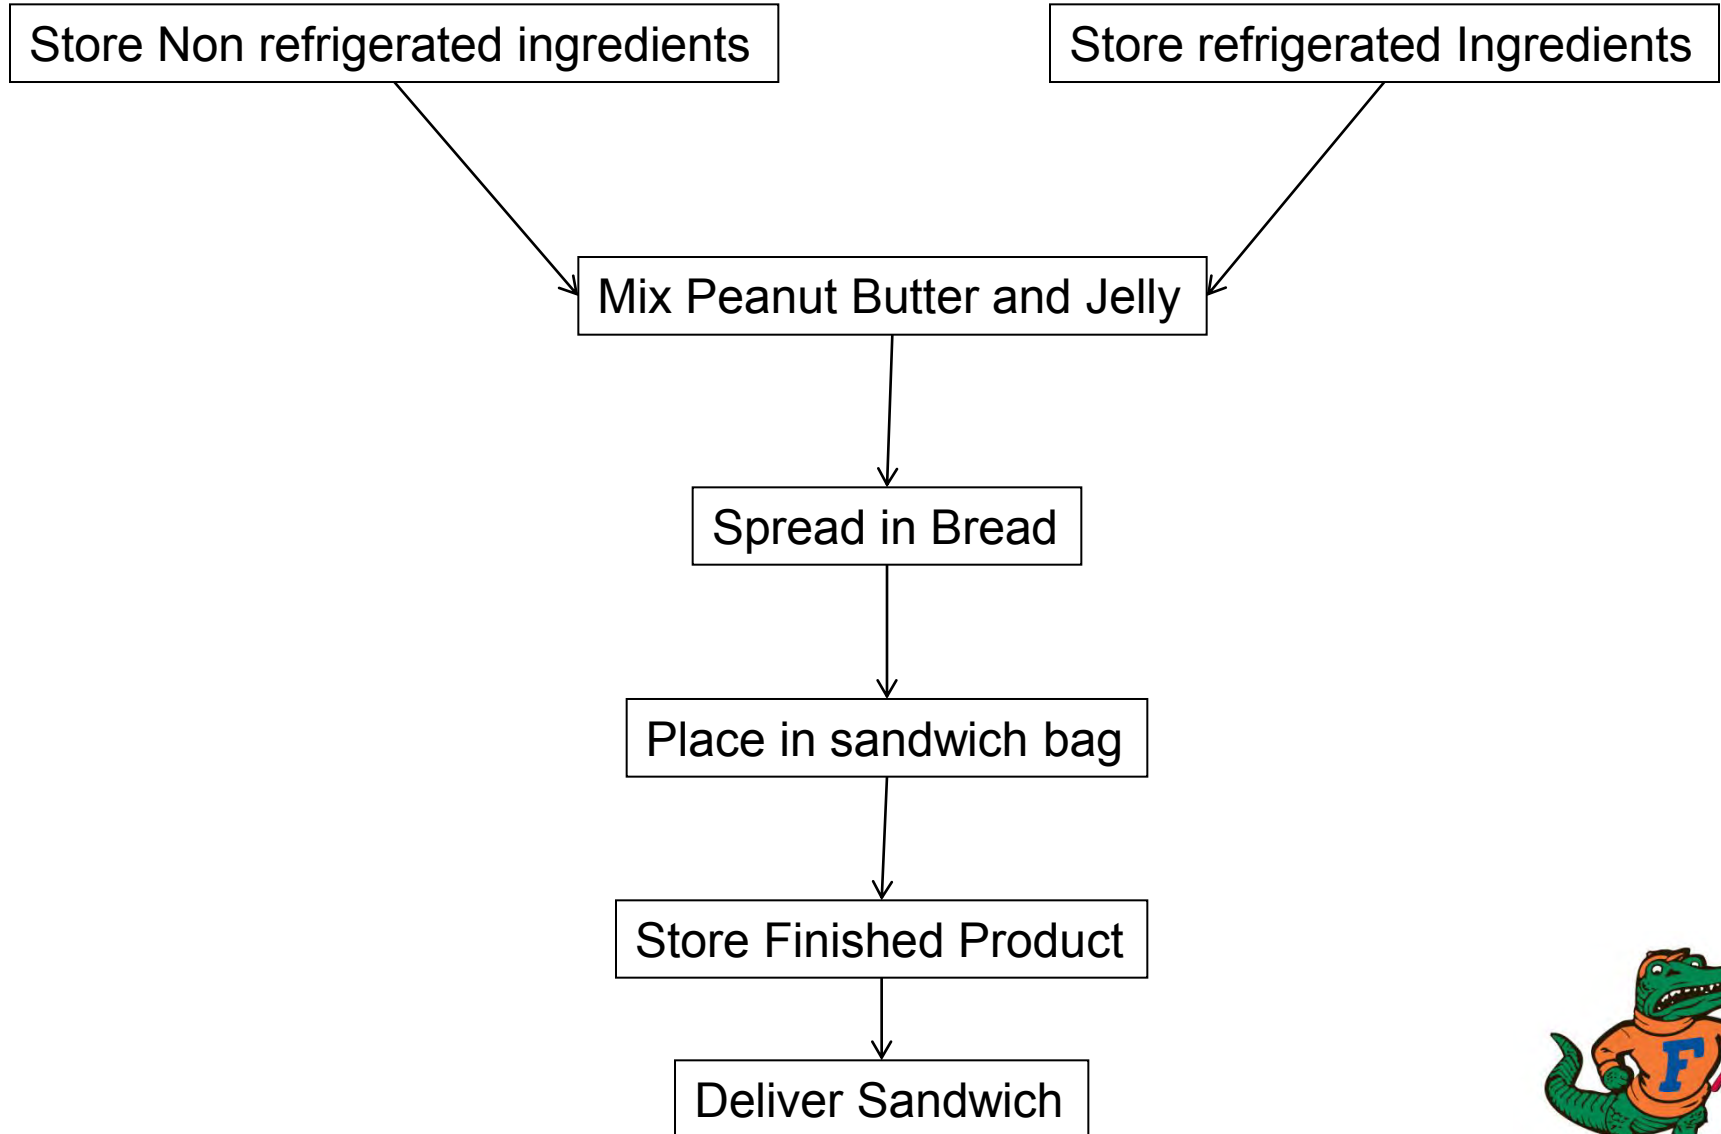 Store Non refrigerated ingredients
Store refrigerated Ingredients
Mix Peanut Butter and Jelly
Spread in Bread
Place in sandwich bag
Store Finished Product
Deliver Sandwich
F